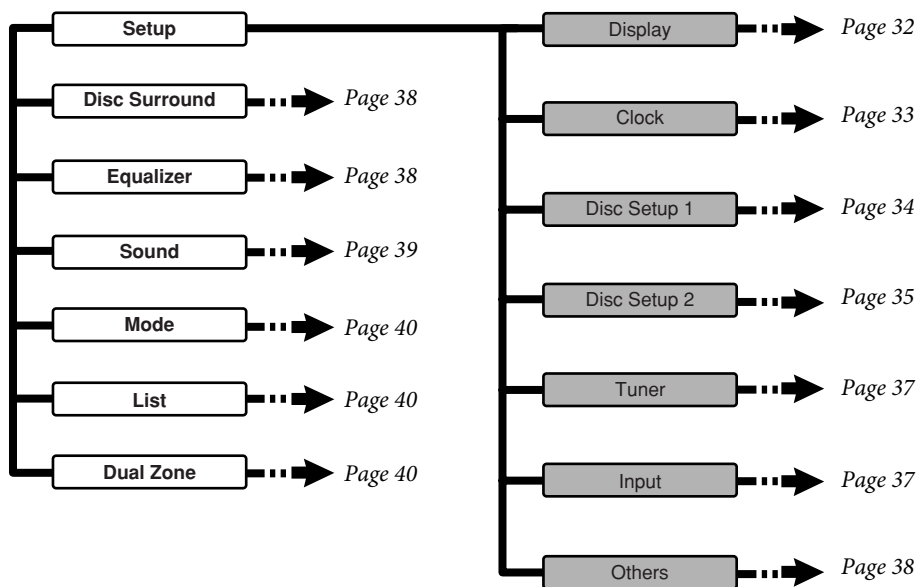 Setup
Disc Surround Page 38
Equalizer Page 38
Sound Page 39
Mode Page 40
List Page 40
Dual Zone Page 40
Display Page 32
Clock Page 33
Disc Setup 1 Page 34
Disc Setup 2 Page 35
Tuner Page 37
Input Page 37
Others Page 38